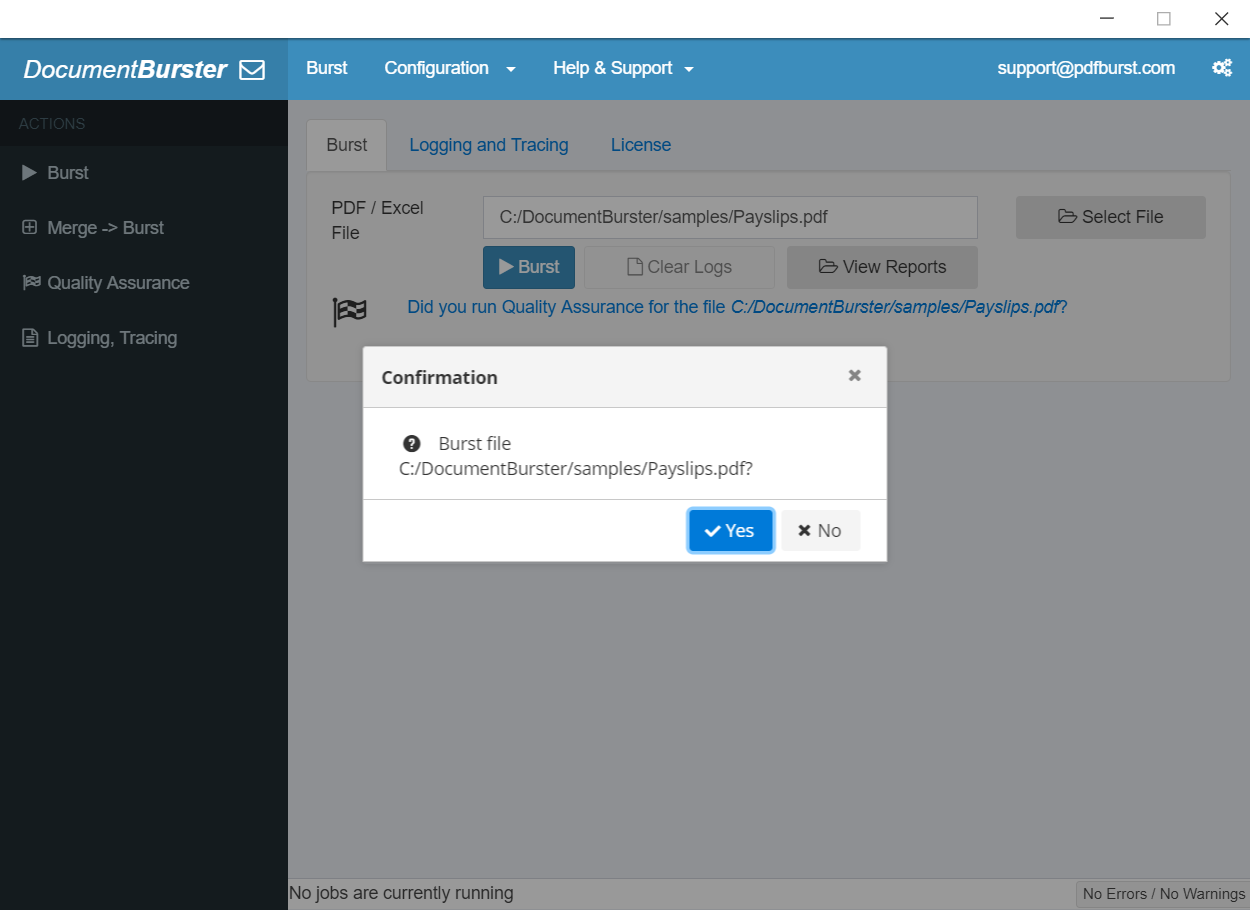 DocumentBurster
Burst
Configuration
Help & Support
support@pdfburst.com
ACTIONS
Burst
Merge -> Burst
Quality Assurance
Logging, Tracing
Burst
Logging and Tracing
License
PDF / Excel
File
C:/DocumentBurster/samples/Payslips.pdf
Select File
Burst
Clear Logs
View Reports
Did you run Quality Assurance for the file C:/DocumentBurster/samples/Payslips.pdf?
Confirmation
Burst file
C:/DocumentBurster/samples/Payslips.pdf?
Yes
No
No jobs are currently running
No Errors / No Warnings